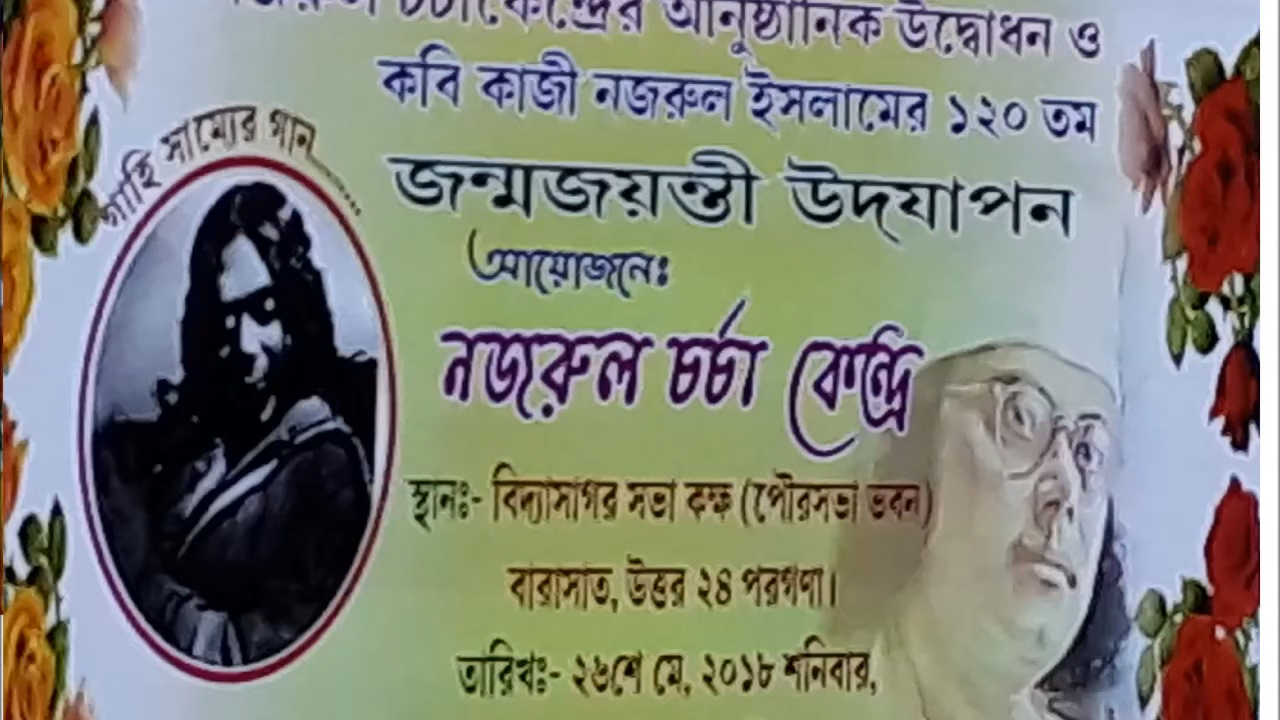 নজরুল চর্চাকেন্দ্রের আনুষ্ঠানিক উদ্বোধন ও
কবি কাজী নজরুল ইসলামের ১২০ তম
গাহি সাম্যের গান........
জন্মজয়ন্তী উদযাপন
আয়োজনেঃ
নজরুল চর্চা কেন্দ্র
স্থানঃ- বিদ্যাসাগর সভা কক্ষ (পৌরসভা ভবন)
বারাসাত, উত্তর ২৪ পরগণা।
তারিখঃ- ২৬শে মে, ২০১৮ শনিবার,